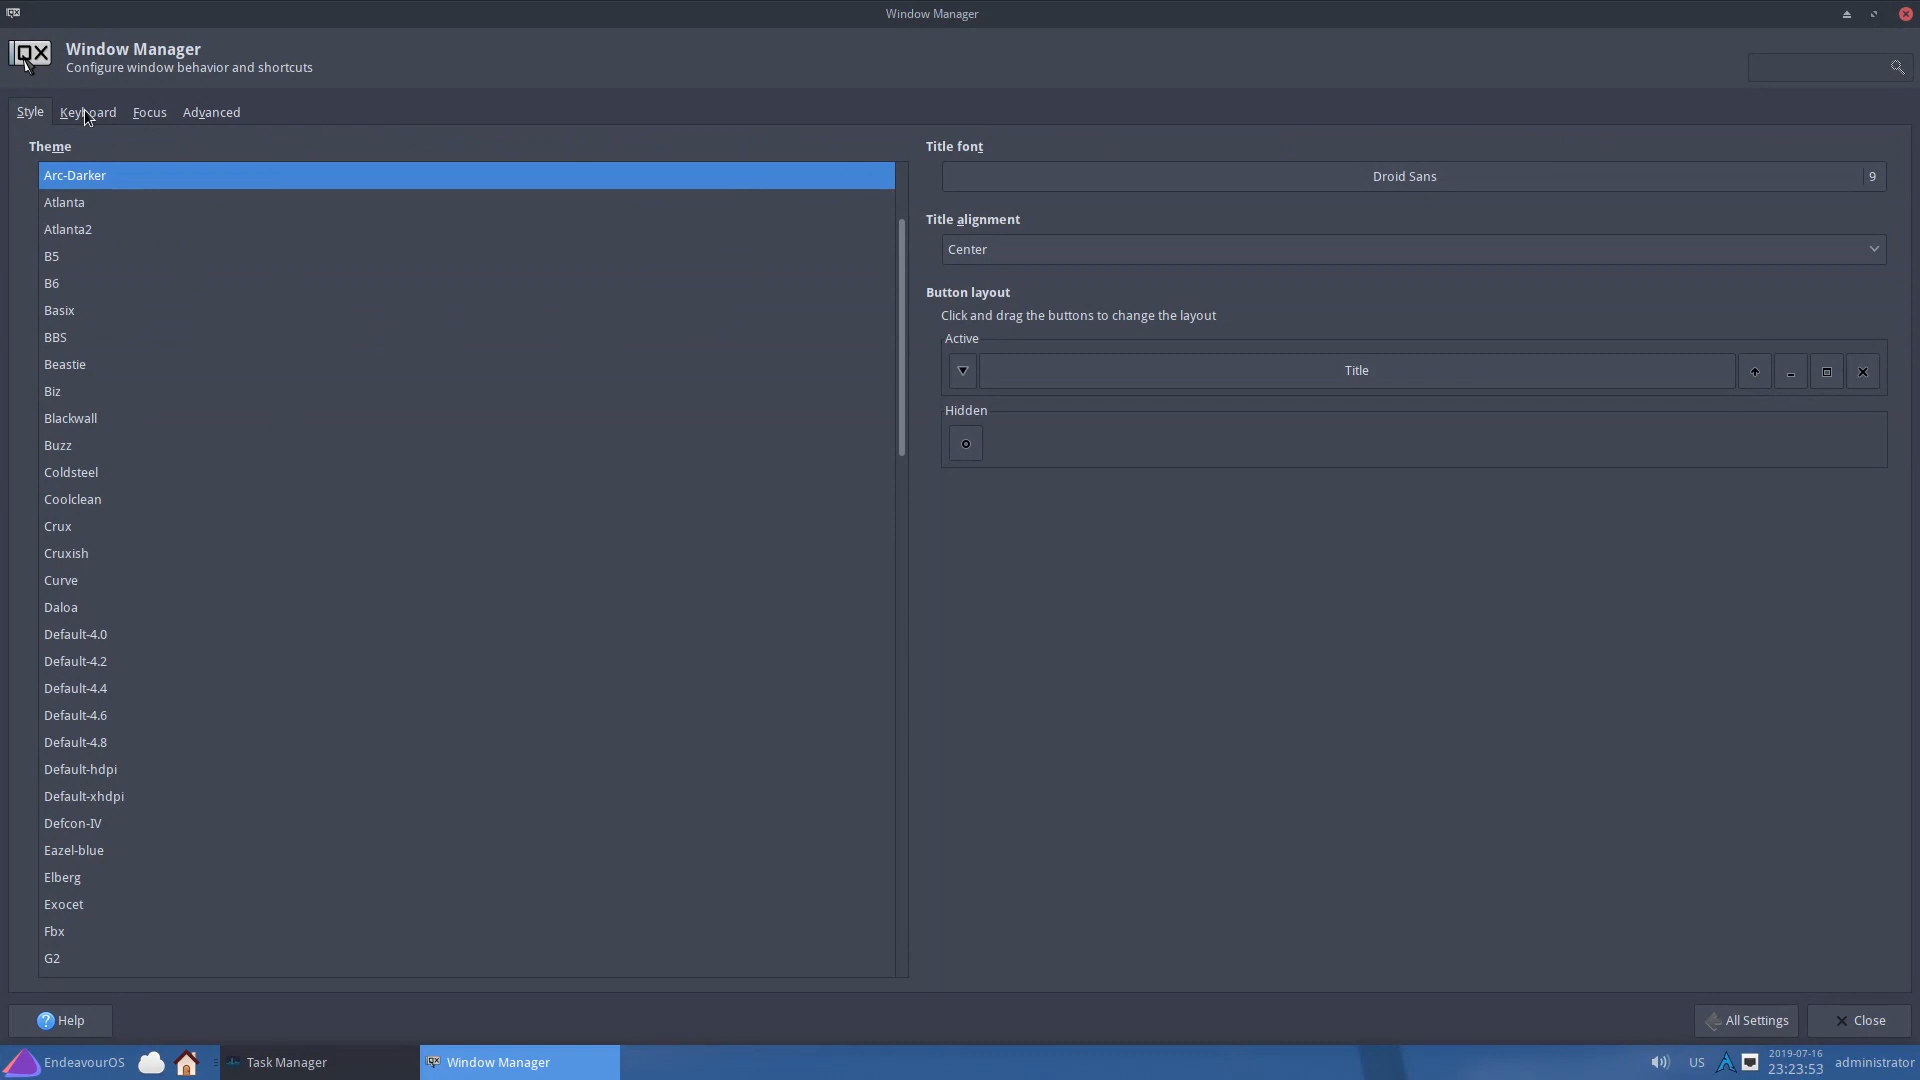 Window Manager
Window Manager
Configure window behavior and shortcuts
Style Keyboard Focus Advanced
Theme
Arc-Darker
Atlanta
Atlanta2
B5
B6
Basix
BBS
Beastie
Biz
Blackwall
Buzz
Coldsteel
Coolclean
Crux
Cruxish
Curve
Daloa
Default-4.0
Default-4.2
Default-4.4
Default-4.6
Default-4.8
Default-hdpi
Default-xhdpi
Defcon-IV
Eazel-blue
Elberg
Exocet
Fbx
G2
Title font
Droid Sans 9
Title alignment
Center
Button layout
Click and drag the buttons to change the layout
Active
Title
Hidden
Help
All Settings
Close
EndeavourOS
Task Manager
Window Manager
US
2019-07-16
23:23:53
administrator